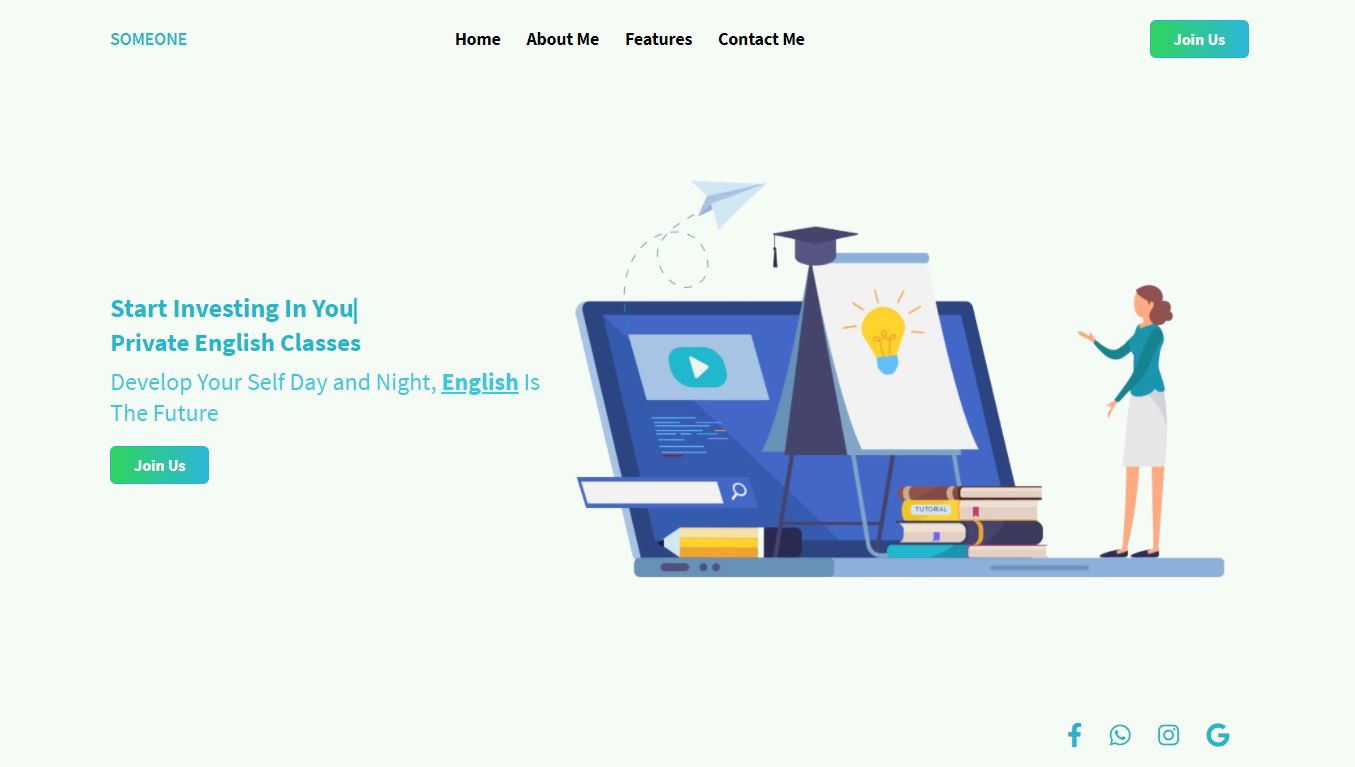 SOMEONE
Home About Me Features Contact Me
Join Us
Start Investing In You|
Private English Classes
Develop Your Self Day and Night, English Is
The Future
Join Us
TUTORIAL